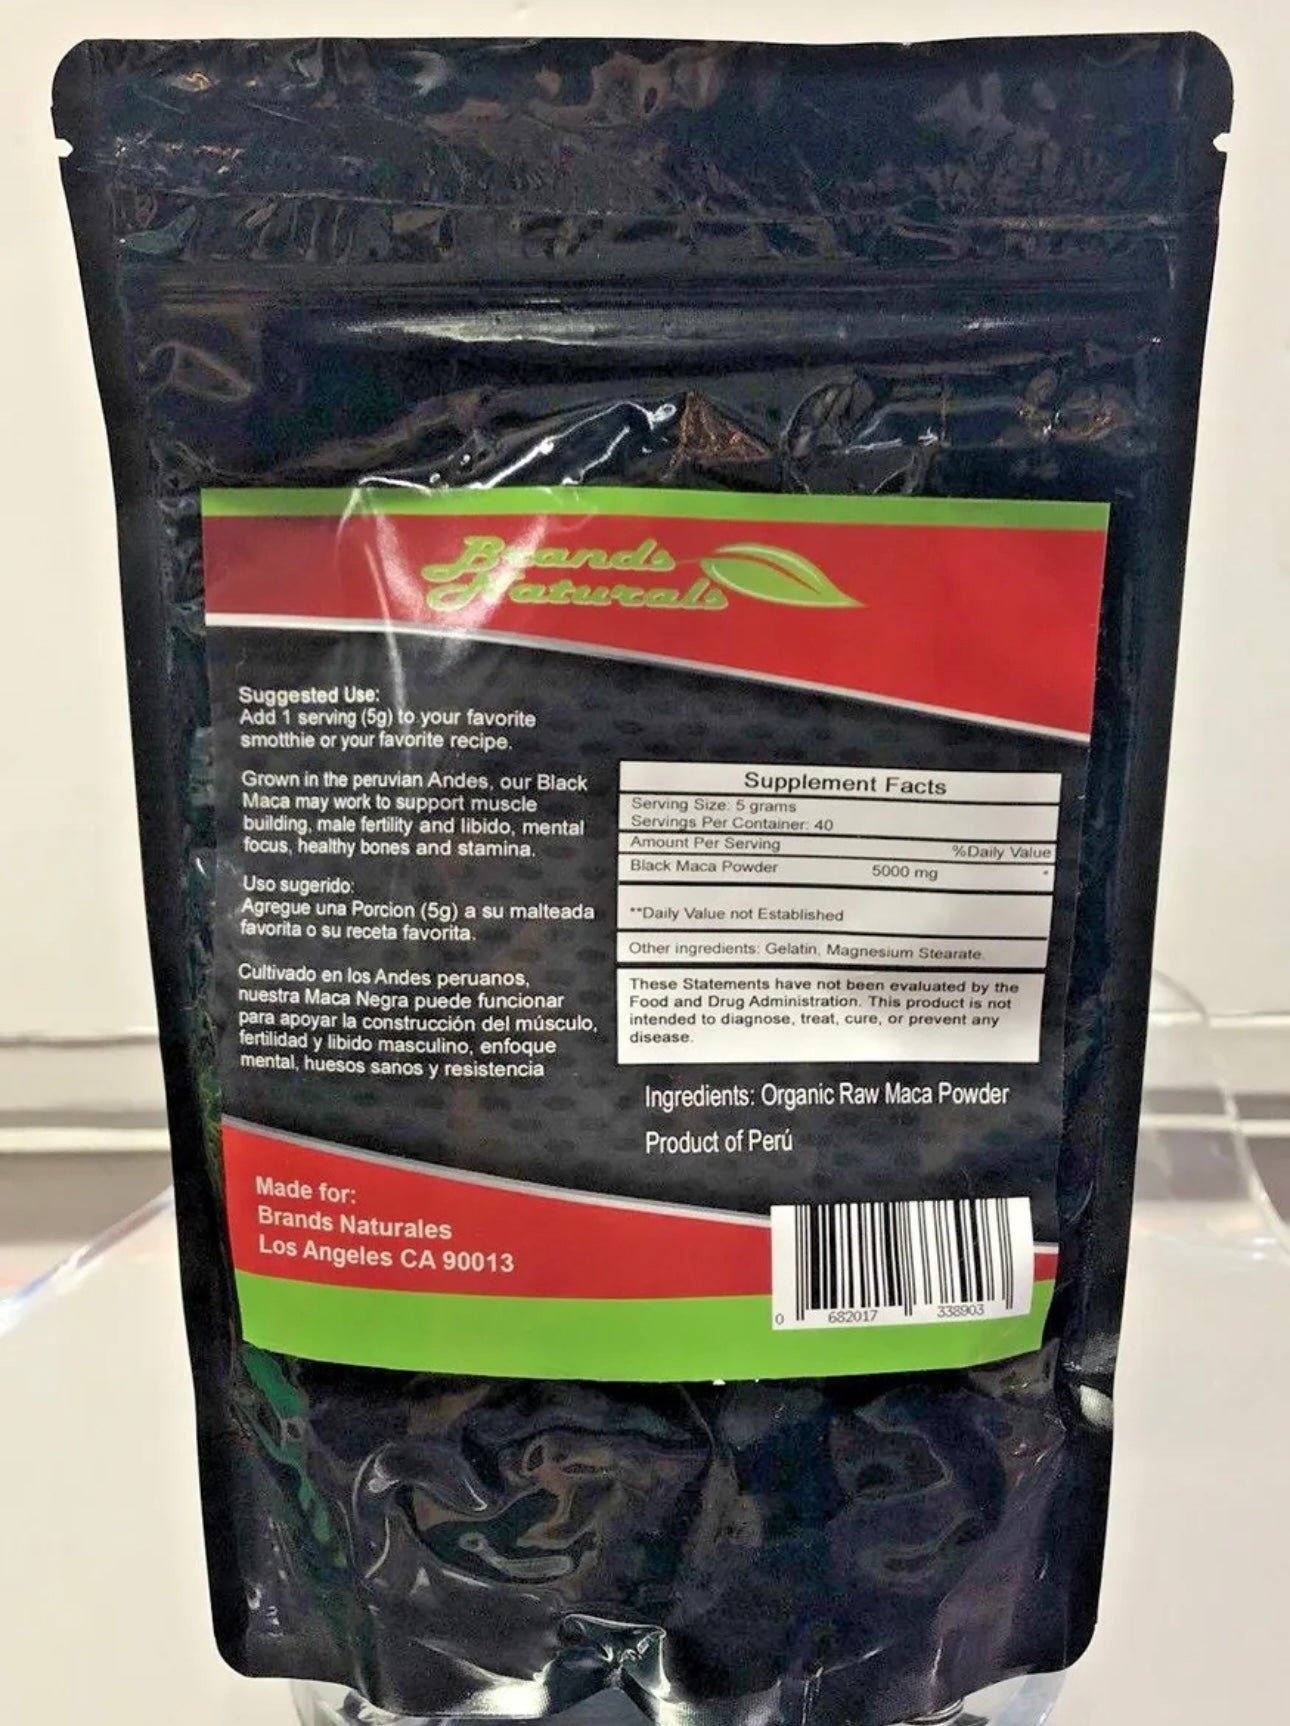 Brands
Naturals
Suggested Use:
Add 1 serving (5g) to your favorite
smotthie or your favorite recipe.
Grown in the peruvian Andes, our Black
Maca may work to support muscle
building, male fertility and libido, mental
focus, healthy bones and stamina.
Uso sugerido:
Agregue una Porcion (5g) a su malteada
favorita o su receta favorita.
Cultivado en los Andes peruanos,
nuestra Maca Negra puede funcionar
para apoyar la construcción del músculo,
fertilidad y libido masculino, enfoque
mental, huesos sanos y resistencia
Supplement Facts
Serving Size: 5 grams
Servings Per Container: 40
Amount Per Serving %Daily Value
Black Maca Powder 5000 mg *
**Daily Value not Established
Other ingredients: Gelatin, Magnesium Stearate.
These Statements have not been evaluated by the
Food and Drug Administration. This product is not
intended to diagnose, treat, cure, or prevent any
disease.
Ingredients: Organic Raw Maca Powder
Product of Perú
Made for:
Brands Naturales
Los Angeles CA 90013
0 682017 338903